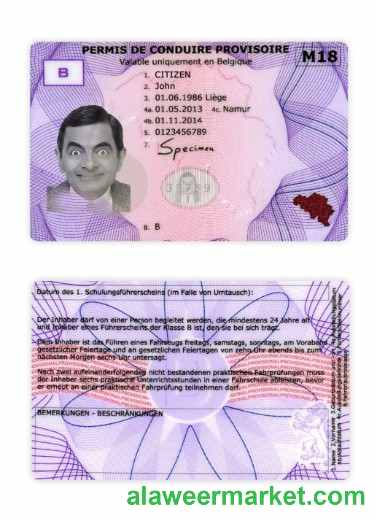 PERMIS DE CONDUIRE PROVISOIRE
Valable uniquement en Belgique
M18
B
1. CITIZEN
2. John
3. 01.06.1986 Liège
4a. 01.05.2013 4c. Namur
4b. 01.11.2014
5. 0123456789
7. Specimen
8. B
Datum des 1. Schulungsführerscheins (im Falle von Umtausch):
Der Inhaber darf von einer Person begleitet werden, die mindestens 24 Jahre alt
und Inhaber eines Führerscheins der Klasse B ist, den sie bei sich trägt.
Dem Inhaber ist das Führen eines Fahrzeugs freitags, samstags, sonntags, am Vorabend
gesetzlicher Feiertage und an gesetzlichen Feiertagen von zehn Uhr abends bis zum
nächsten Morgen sechs Uhr untersagt.
Nach zwei aufeinanderfolgenden nicht bestandenen praktischen Fahrprüfungen muss
der Inhaber sechs praktische Unterrichtsstunden in einer Fahrschule ableisten, bevor
er erneut an einer praktischen Fahrprüfung teilnehmen darf.
BEMERKUNGEN - BESCHRÄNKUNGEN
alaweermarket.com